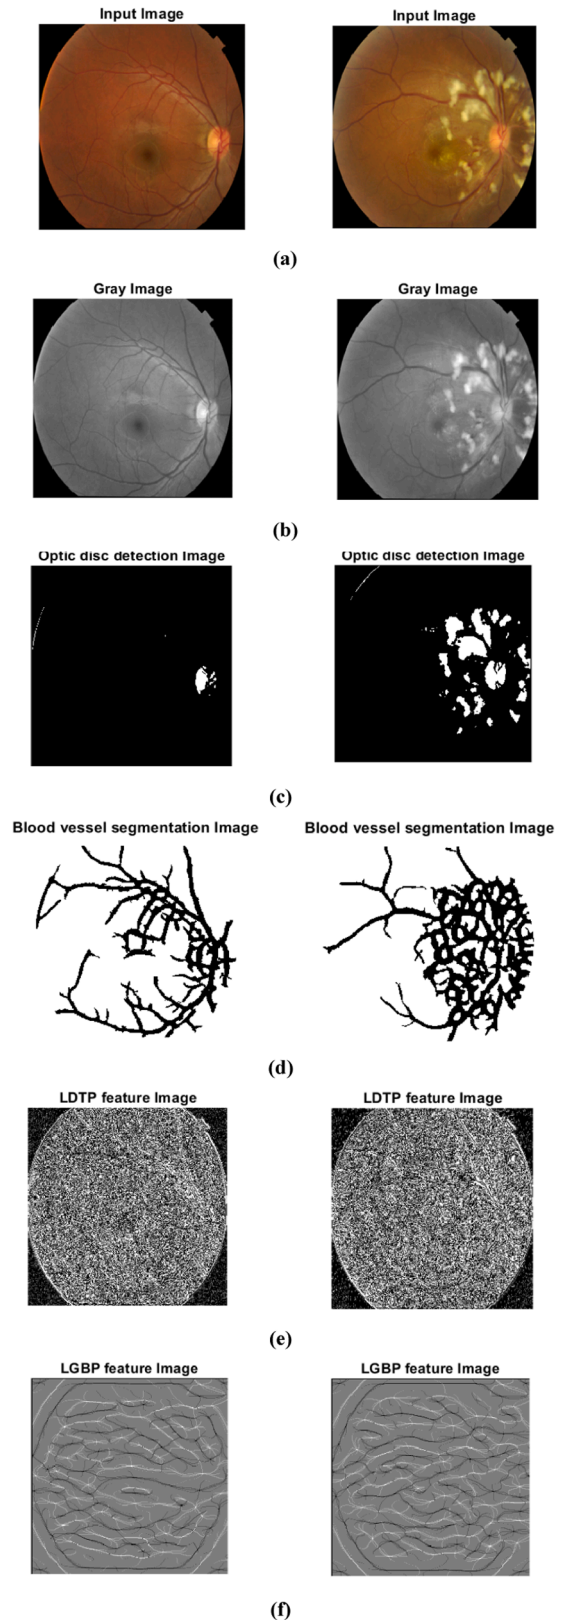 Input Image Input Image
(a)
Gray Image Gray Image
(b)
Optic disc detection Image Optic disc detection Image
(c)
Blood vessel segmentation Image Blood vessel segmentation Image
(d)
LDTP feature Image LDTP feature Image
(e)
LGBP feature Image LGBP feature Image
(f)